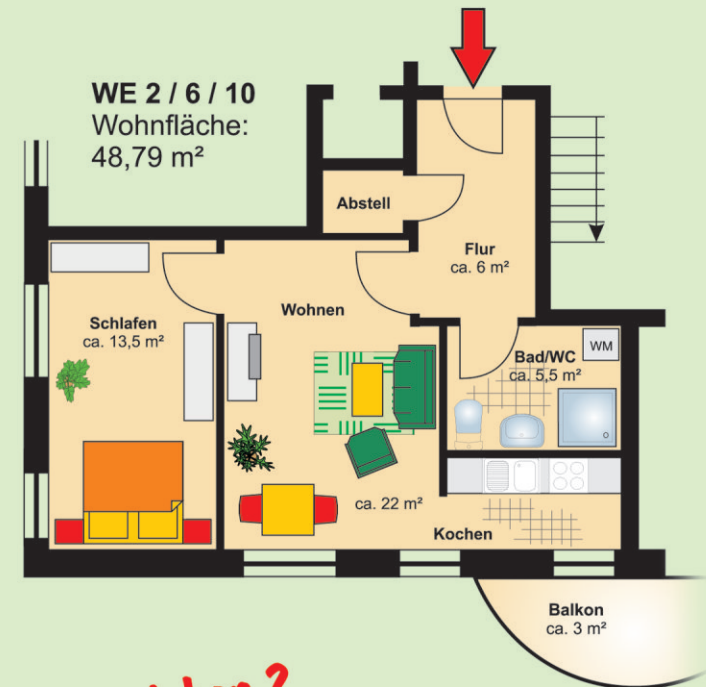 WE 2 / 6 / 10
Wohnfläche:
48,79 m²
Abstell
Flur
ca. 6 m²
Wohnen
Schlafen
ca. 13,5 m²
Bad/WC
ca. 5,5 m²
WM
ca. 22 m²
Kochen
Balkon
ca. 3 m²